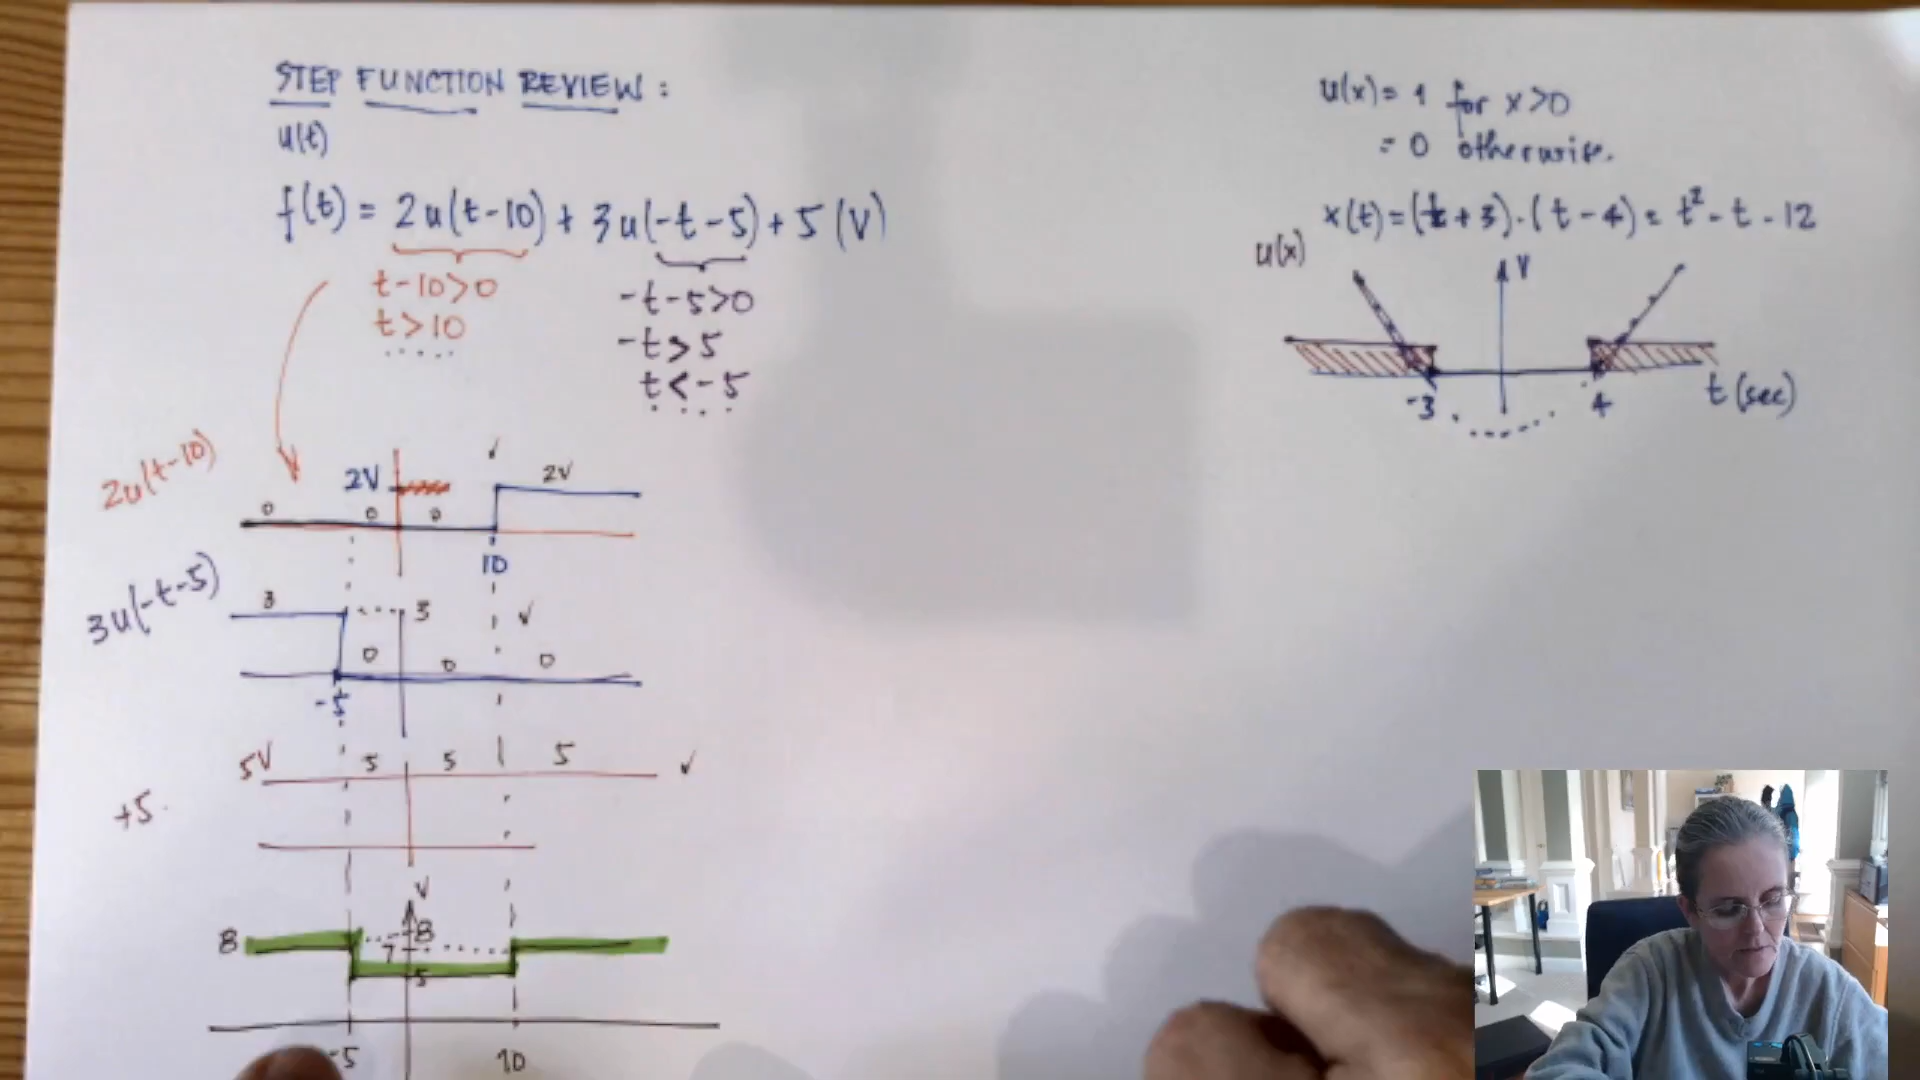 STEP FUNCTION REVIEW:
u(t)
f(t) = 2u(t-10) + 3u(-t-5) + 5 (V)
t-10>0
t>10
-t-5>0
-t>5
t<-5
2u(t-10)
2V
2V
0
0
0
10
3u(-t-5)
3
3
0
0
0
-5
+5
5V
5
5
5
V
8
8
7
5
-5
10
u(x)= 1 for x>0
= 0 otherwise.
x(t)=(t+3)·(t-4)= t² - t - 12
u(x)
V
-3
4
t(sec)